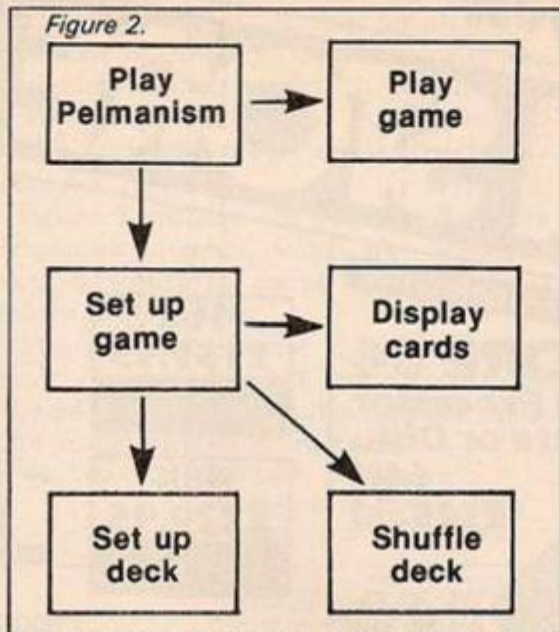 Figure 2.
Play
Pelmanism
Play
game
Set up
game
Display
cards
Set up
deck
Shuffle
deck